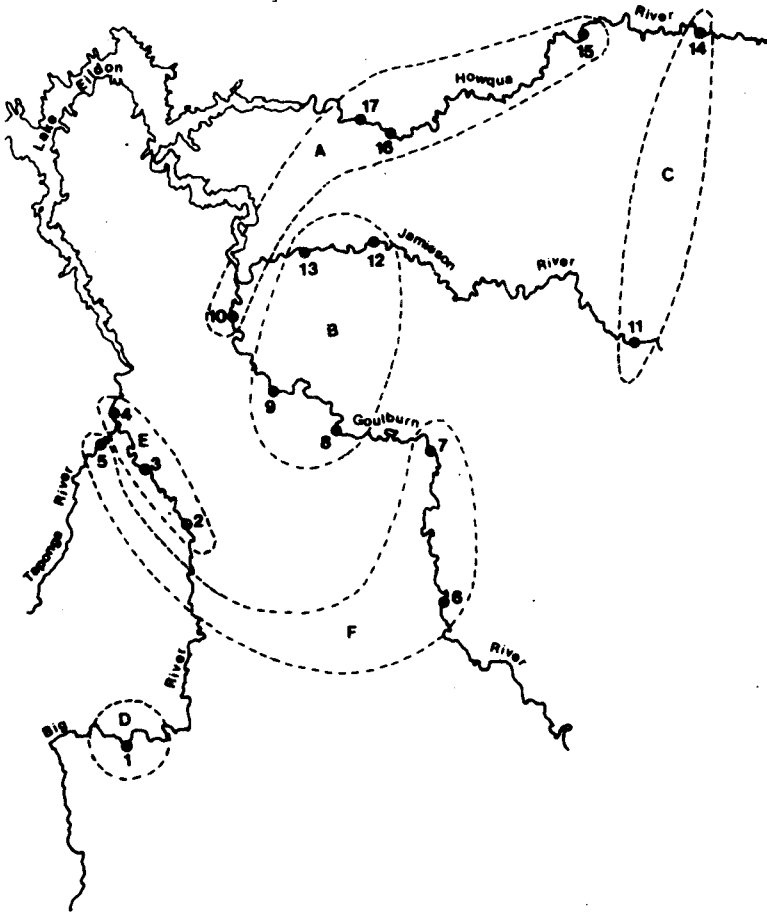 River
14
15
Eildon
Lake
Howqua
17
16
A
C
Jamieson
13
12
River
10
B
11
9
Goulburn
8
7
4
E
5
3
River
2
Taponga
6
F
River
River
D
Big
1